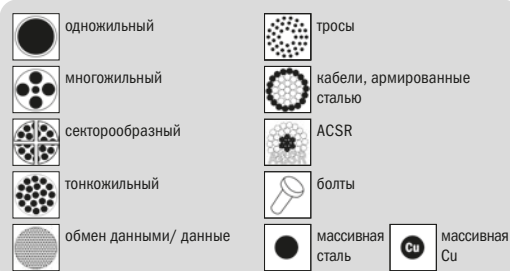 одножильный
многожильный
секторообразный
тонкожильный
обмен данными/ данные
тросы
кабели, армированные
сталью
ACSR
болты
массивная
сталь
Cu
массивная
Cu